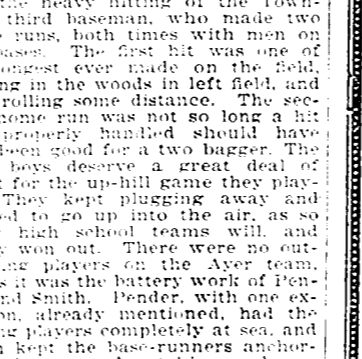 the heavy hitting of the Town-
third baseman, who made two
runs, both times with men on
bases. The first hit was one of
longest ever made on the field,
ing in the woods in left field, and
rolling some distance. The sec-
home run was not so long a hit
properly handled should have
been good for a two bagger. The
boys deserve a great deal of
t for the up-hill game they play-
They kept plugging away and
ed to go up into the air, as so
high school teams will, and
y won out. There were no out-
ing players on the Ayer team,
s it was the battery work of Pen-
nd Smith. Pender, with one ex-
on, already mentioned, had the
ng players completely at sea, and
kept the base-runners anchor-